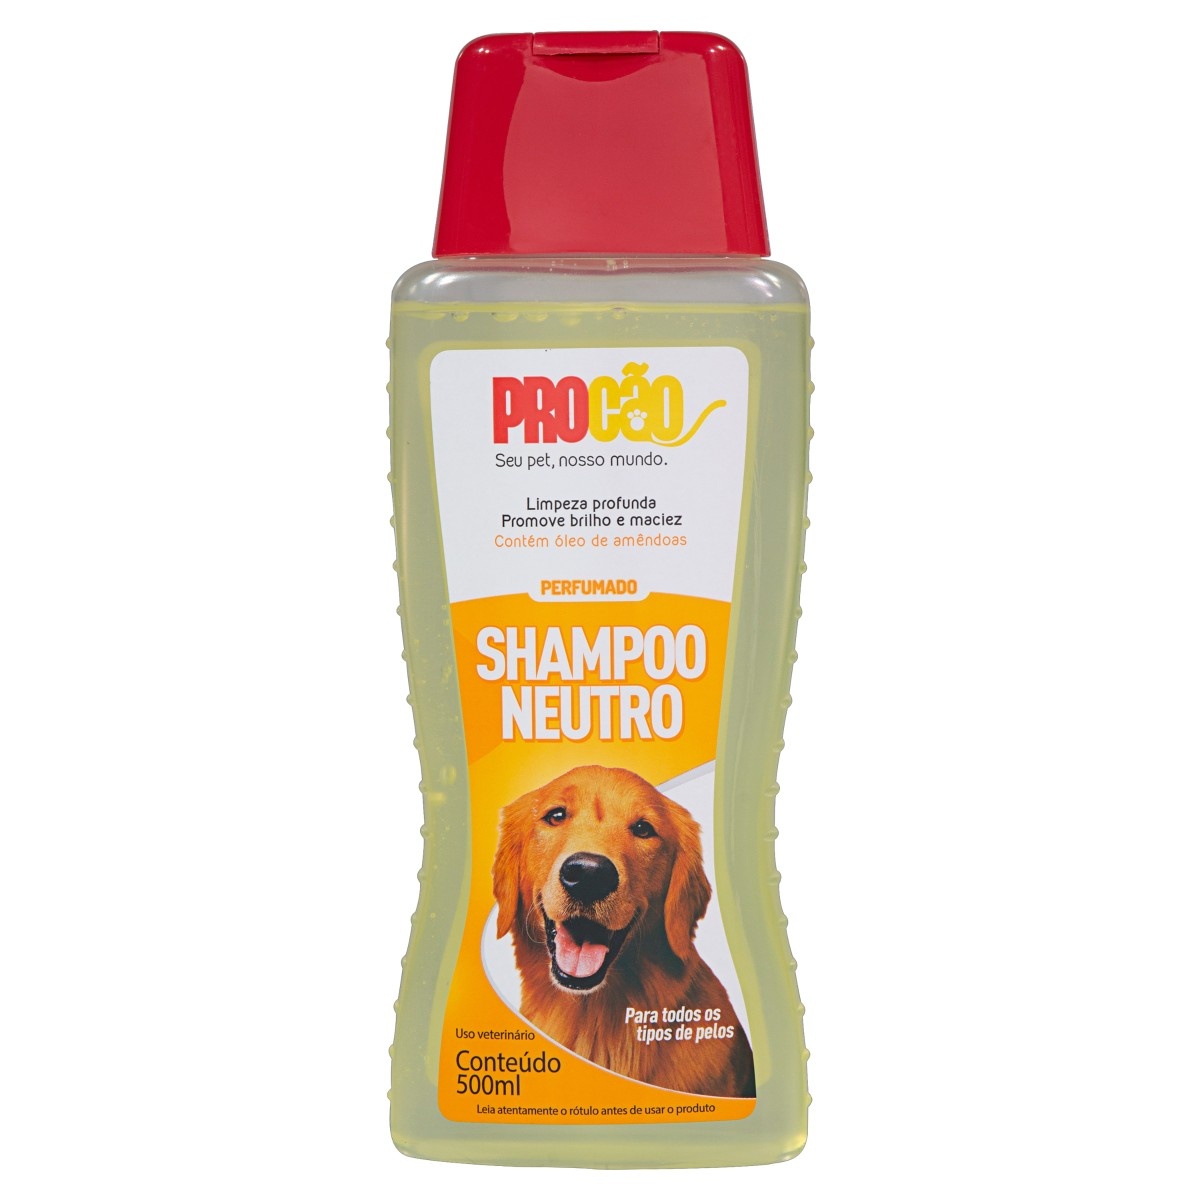 PROCÃO
Seu pet, nosso mundo.
Limpeza profunda
Promove brilho e maciez
Contém óleo de amêndoas
PERFUMADO
SHAMPOO
NEUTRO
Para todos os
tipos de pelos
Uso veterinário
Conteúdo
500ml
Leia atentamente o rótulo antes de usar o produto